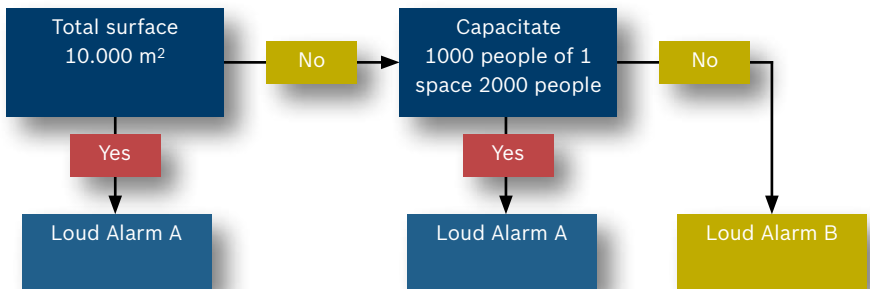 Total surface
10.000 m²
No
Capacitate
1000 people of 1
space 2000 people
No
Yes
Yes
Loud Alarm A
Loud Alarm A
Loud Alarm B